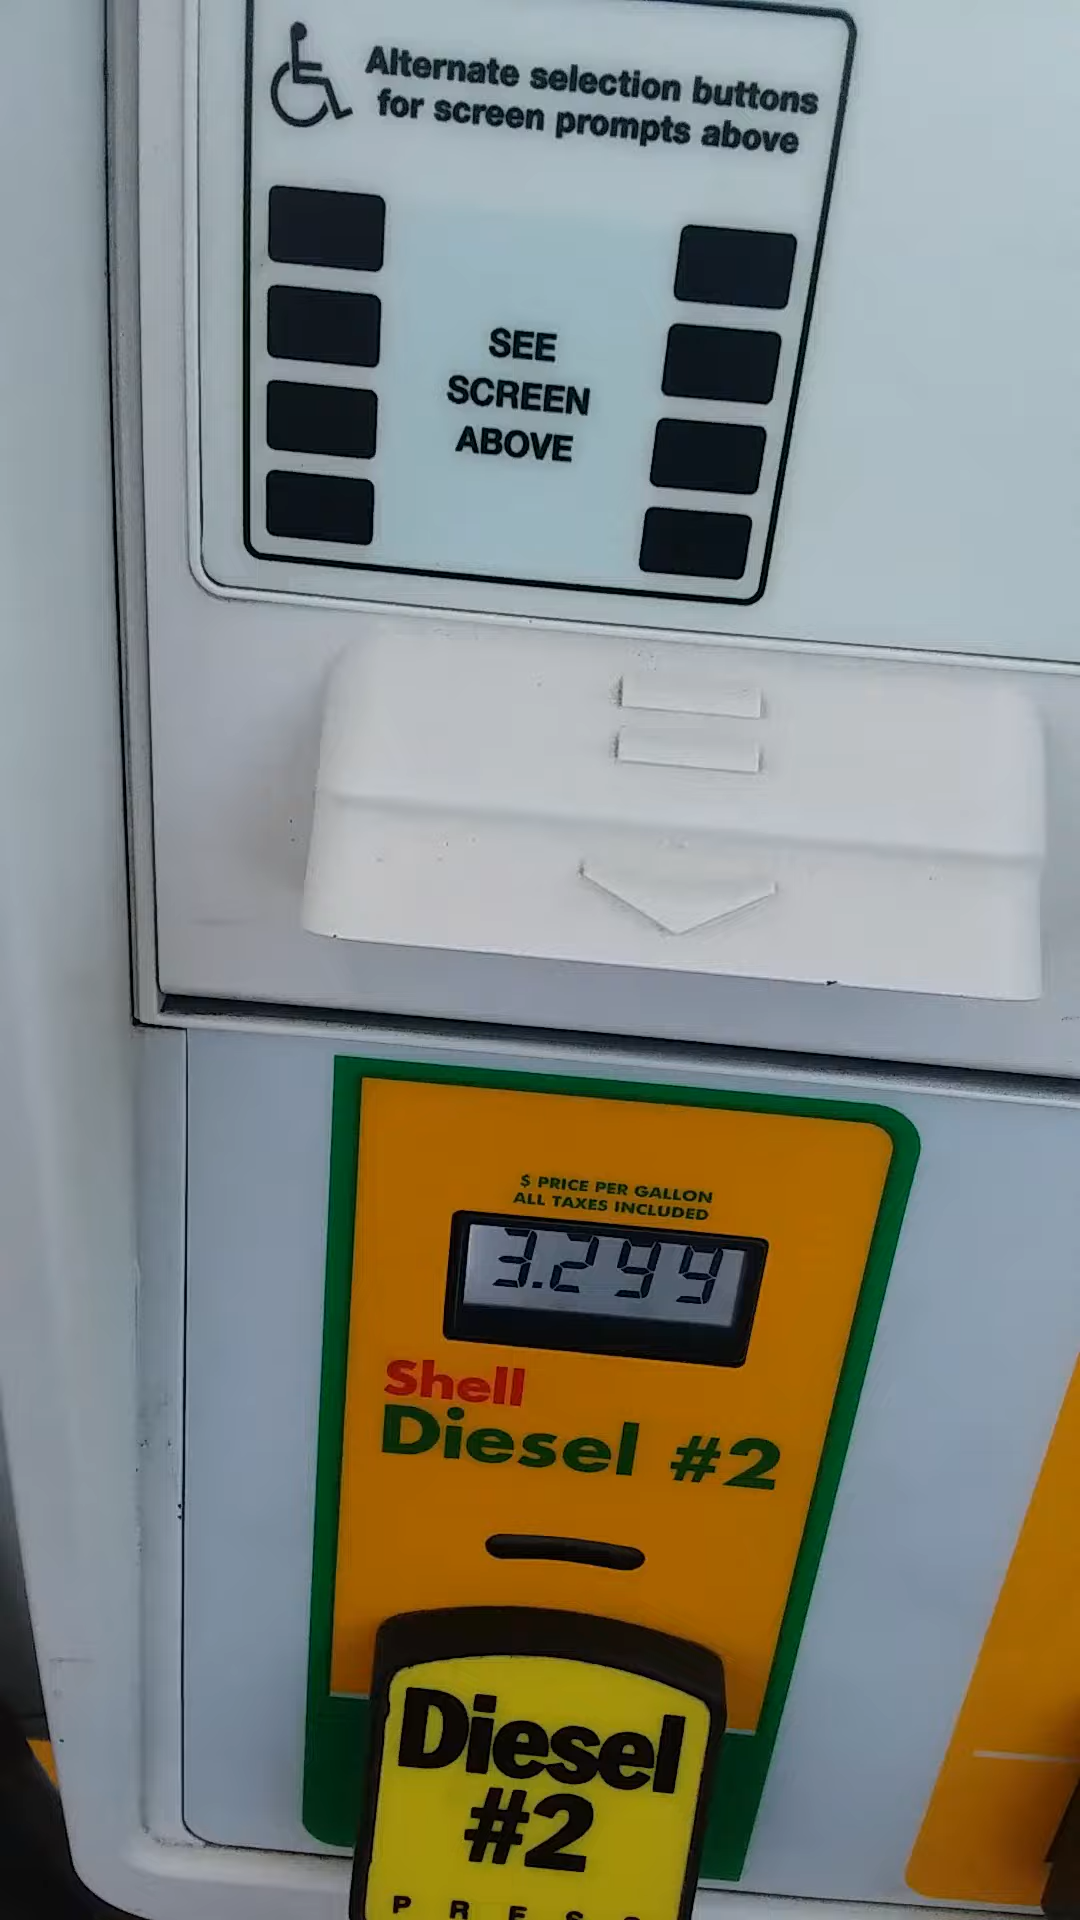 Alternate selection buttons
for screen prompts above
SEE
SCREEN
ABOVE
$ PRICE PER GALLON
ALL TAXES INCLUDED
3.299
Shell
Diesel #2
Diesel
#2